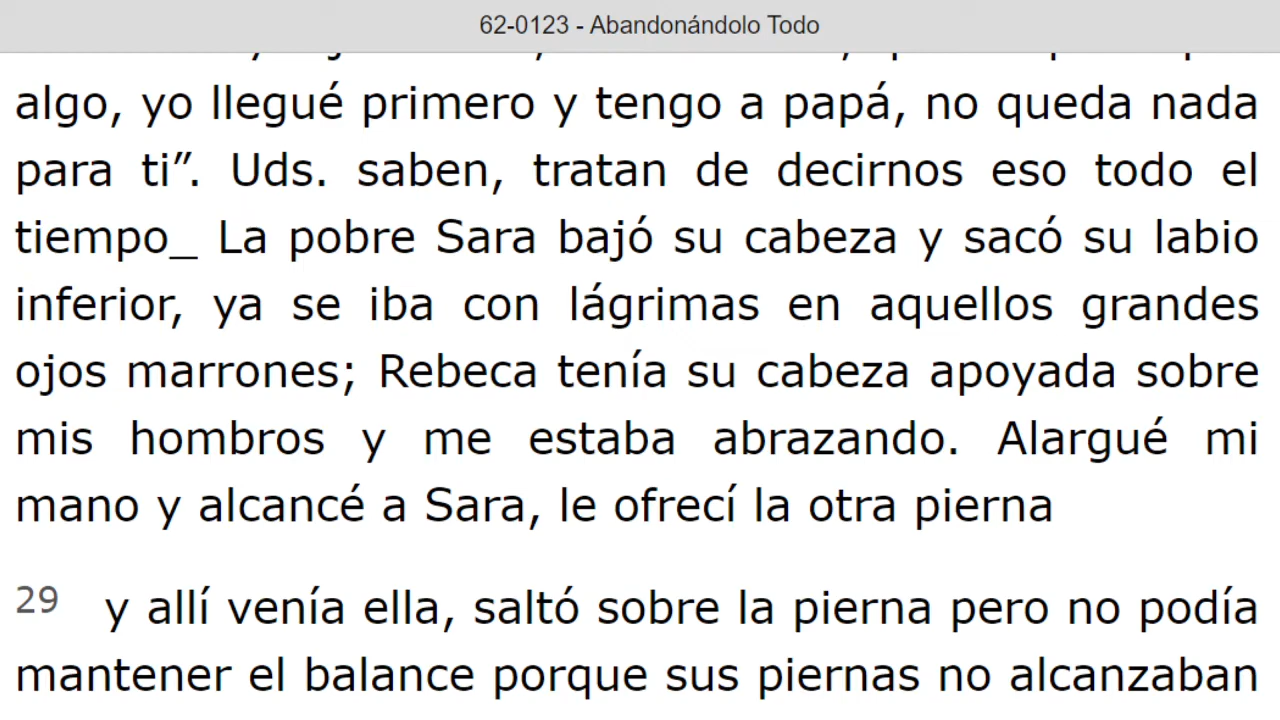 62-0123 - Abandonándolo Todo
algo, yo llegué primero y tengo a papá, no queda nada
para ti”. Uds. saben, tratan de decirnos eso todo el
tiempo_ La pobre Sara bajó su cabeza y sacó su labio
inferior, ya se iba con lágrimas en aquellos grandes
ojos marrones; Rebeca tenía su cabeza apoyada sobre
mis hombros y me estaba abrazando. Alargué mi
mano y alcancé a Sara, le ofrecí la otra pierna
29 y allí venía ella, saltó sobre la pierna pero no podía
mantener el balance porque sus piernas no alcanzaban